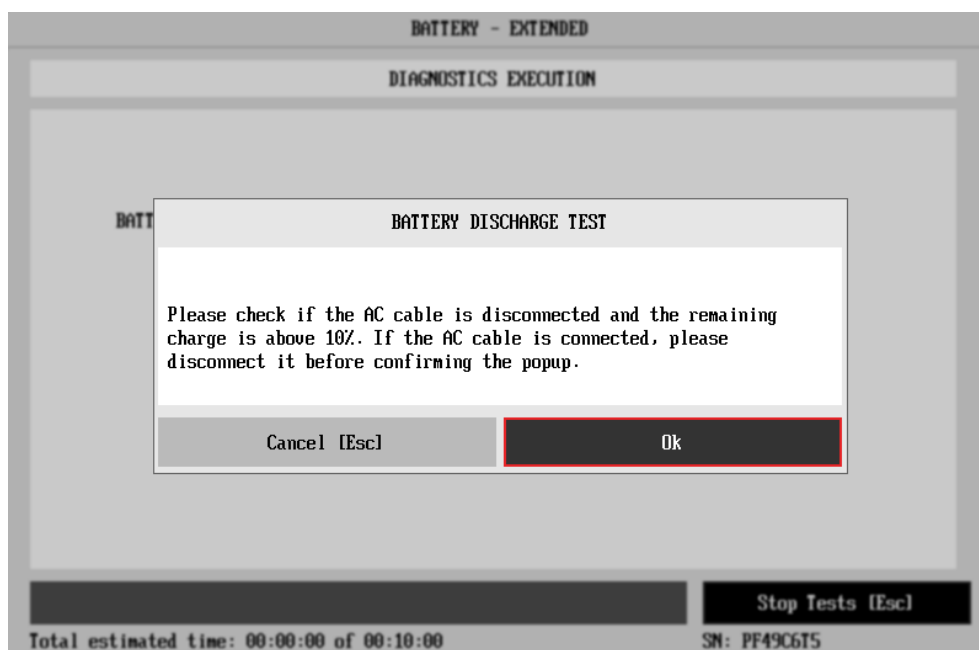 BATTERY - EXTENDED
DIAGNOSTICS EXECUTION
BATT
BATTERY DISCHARGE TEST
Please check if the AC cable is disconnected and the remaining
charge is above 10%. If the AC cable is connected, please
disconnect it before confirming the popup.
Cancel [Esc]
Ok
Stop Tests [Esc]
Total estimated time: 00:00:00 of 00:10:00
SN: PF49C6T5